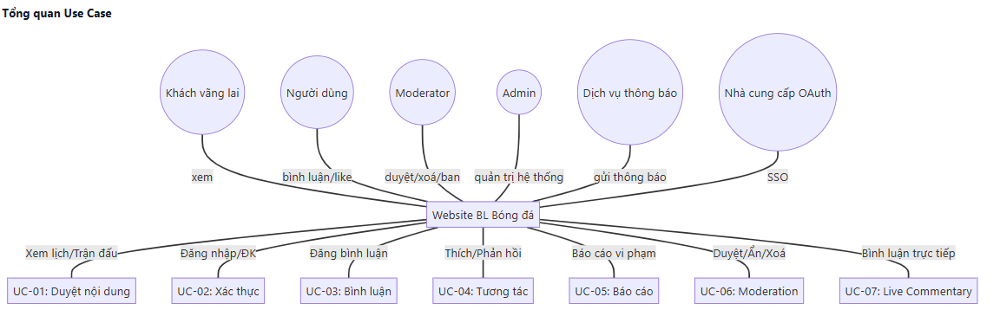 Tổng quan Use Case
Khách vãng lai
Người dùng
Moderator
Admin
Dịch vụ thông báo
Nhà cung cấp OAuth
xem
bình luận/like
duyệt/xoá/ban
quản trị hệ thống
gửi thông báo
SSO
Website BL Bóng đá
Xem lịch/Trận đấu
Đăng nhập/ĐK
Đăng bình luận
Thích/Phản hồi
Báo cáo vi phạm
Duyệt/Ẩn/Xoá
Bình luận trực tiếp
UC-01: Duyệt nội dung
UC-02: Xác thực
UC-03: Bình luận
UC-04: Tương tác
UC-05: Báo cáo
UC-06: Moderation
UC-07: Live Commentary